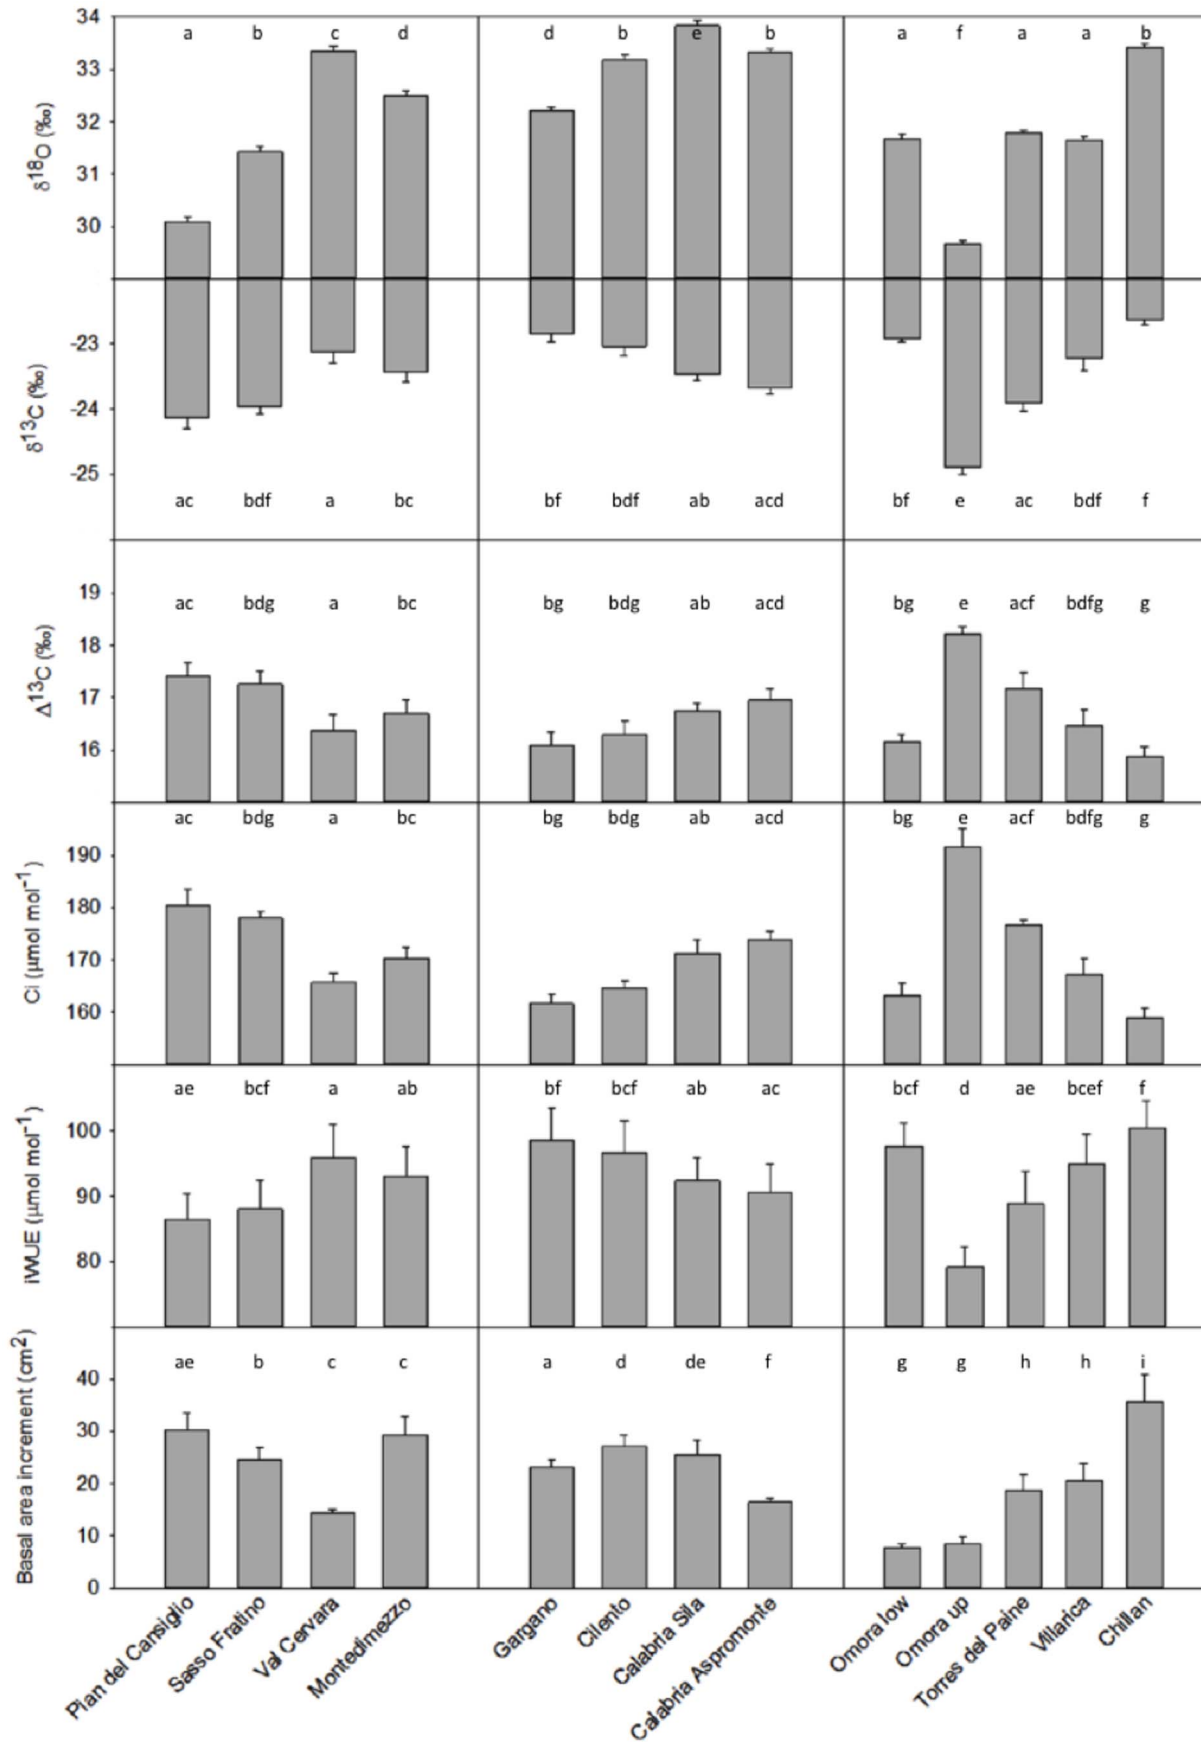 34
a b c d d b e b a f a a b
33
32
31
30
δ18O (‰)
-23
-24
-25
δ13C (‰)
ac bdf a bc bf bdf ab acd bf e ac bdf f
19
ac bdg a bc bg bdg ab acd bg e acf bdfg g
18
17
16
Δ13C (‰)
ac bdg a bc bg bdg ab acd bg e acf bdfg g
190
180
170
160
Ci (µmol mol-1)
ae bcf a ab bf bcf ab ac bcf d ae bcef f
100
90
80
iWUE (µmol mol-1)
ae b c c a d de f g g h h i
40
30
20
10
0
Basal area increment (cm2)
Pian del Cansiglio
Sasso Fratino
Val Cervara
Montedimezzo
Gargano
Cilento
Calabria Sila
Calabria Aspromonte
Omora low
Omora up
Torres del Paine
Villarica
Chillan